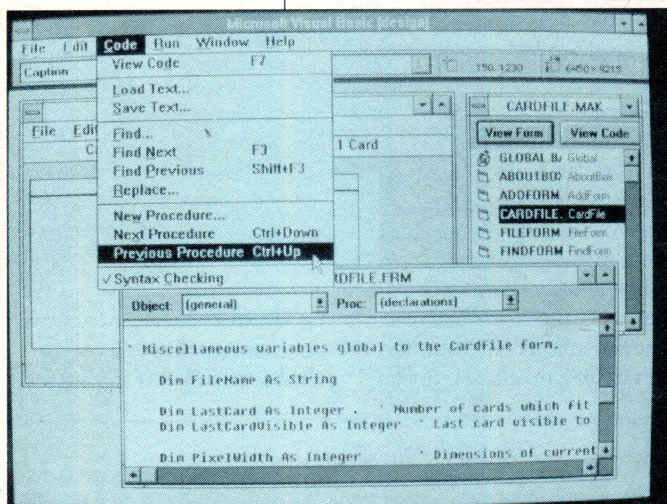 Microsoft Visual Basic [design]
File Edit Code Run Window Help
Caption
150, 1230
6450 × 4215
View Code F7
Load Text...
Save Text...
Find...
Find Next F3
Find Previous Shift+F3
Replace...
New Procedure...
Next Procedure Ctrl+Down
Previous Procedure Ctrl+Up
✓ Syntax Checking
File Edi
C
1 Card
CARDFILE.MAK
View Form View Code
GLOBAL.BA Global
ABOUTBOX AboutBox
ADDFORM. AddForm
CARDFILE. CardFile
FILEFORM
FINDFORM FindForm
RDFILE.FRM
Object: [general] Proc: [declarations]
' Miscellaneous variables global to the Cardfile form.
Dim FileName As String
Dim LastCard As Integer . ' Number of cards which fit
Dim LastCardVisible As Integer ' Last card visible to
Dim PixelWidth As Integer ' Dimensions of current